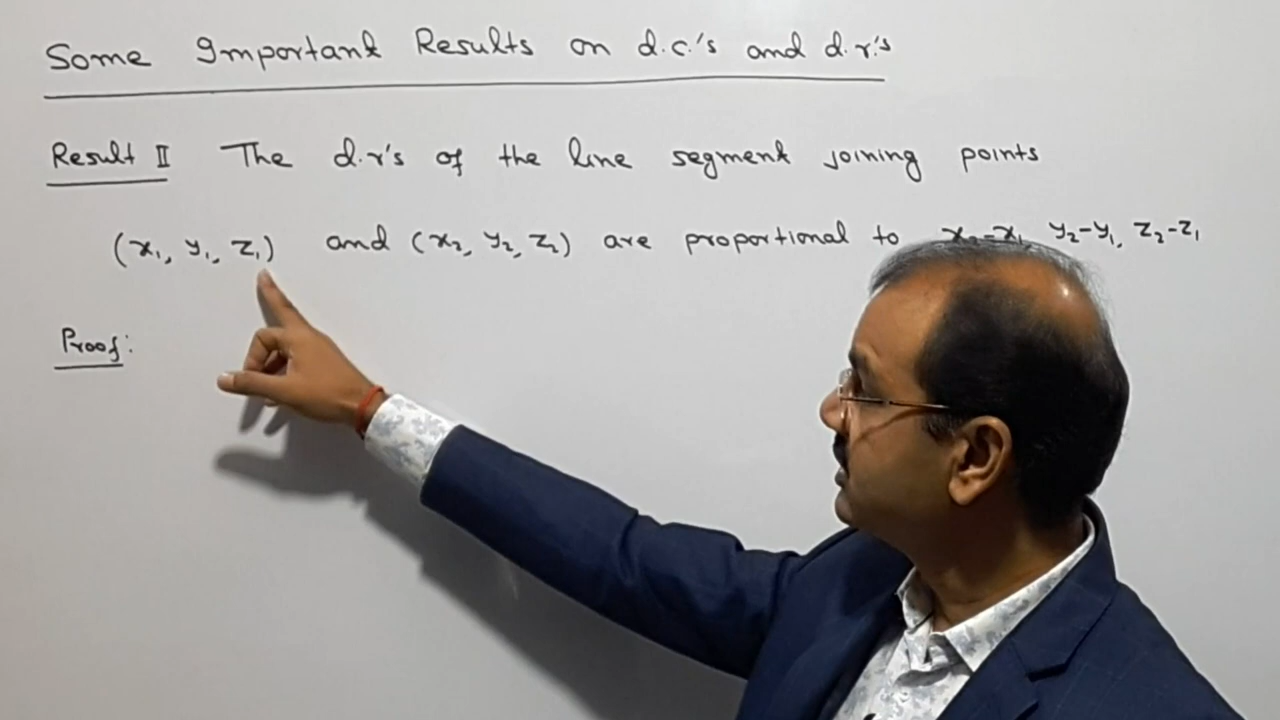 Some Important Results on d.c.'s and d.r.'s
Result II The d.r's of the line segment joining points
(x₁, y₁, z₁) and (x₂, y₂, z₂) are proportional to x₂-x₁, y₂-y₁, z₂-z₁
Proof: